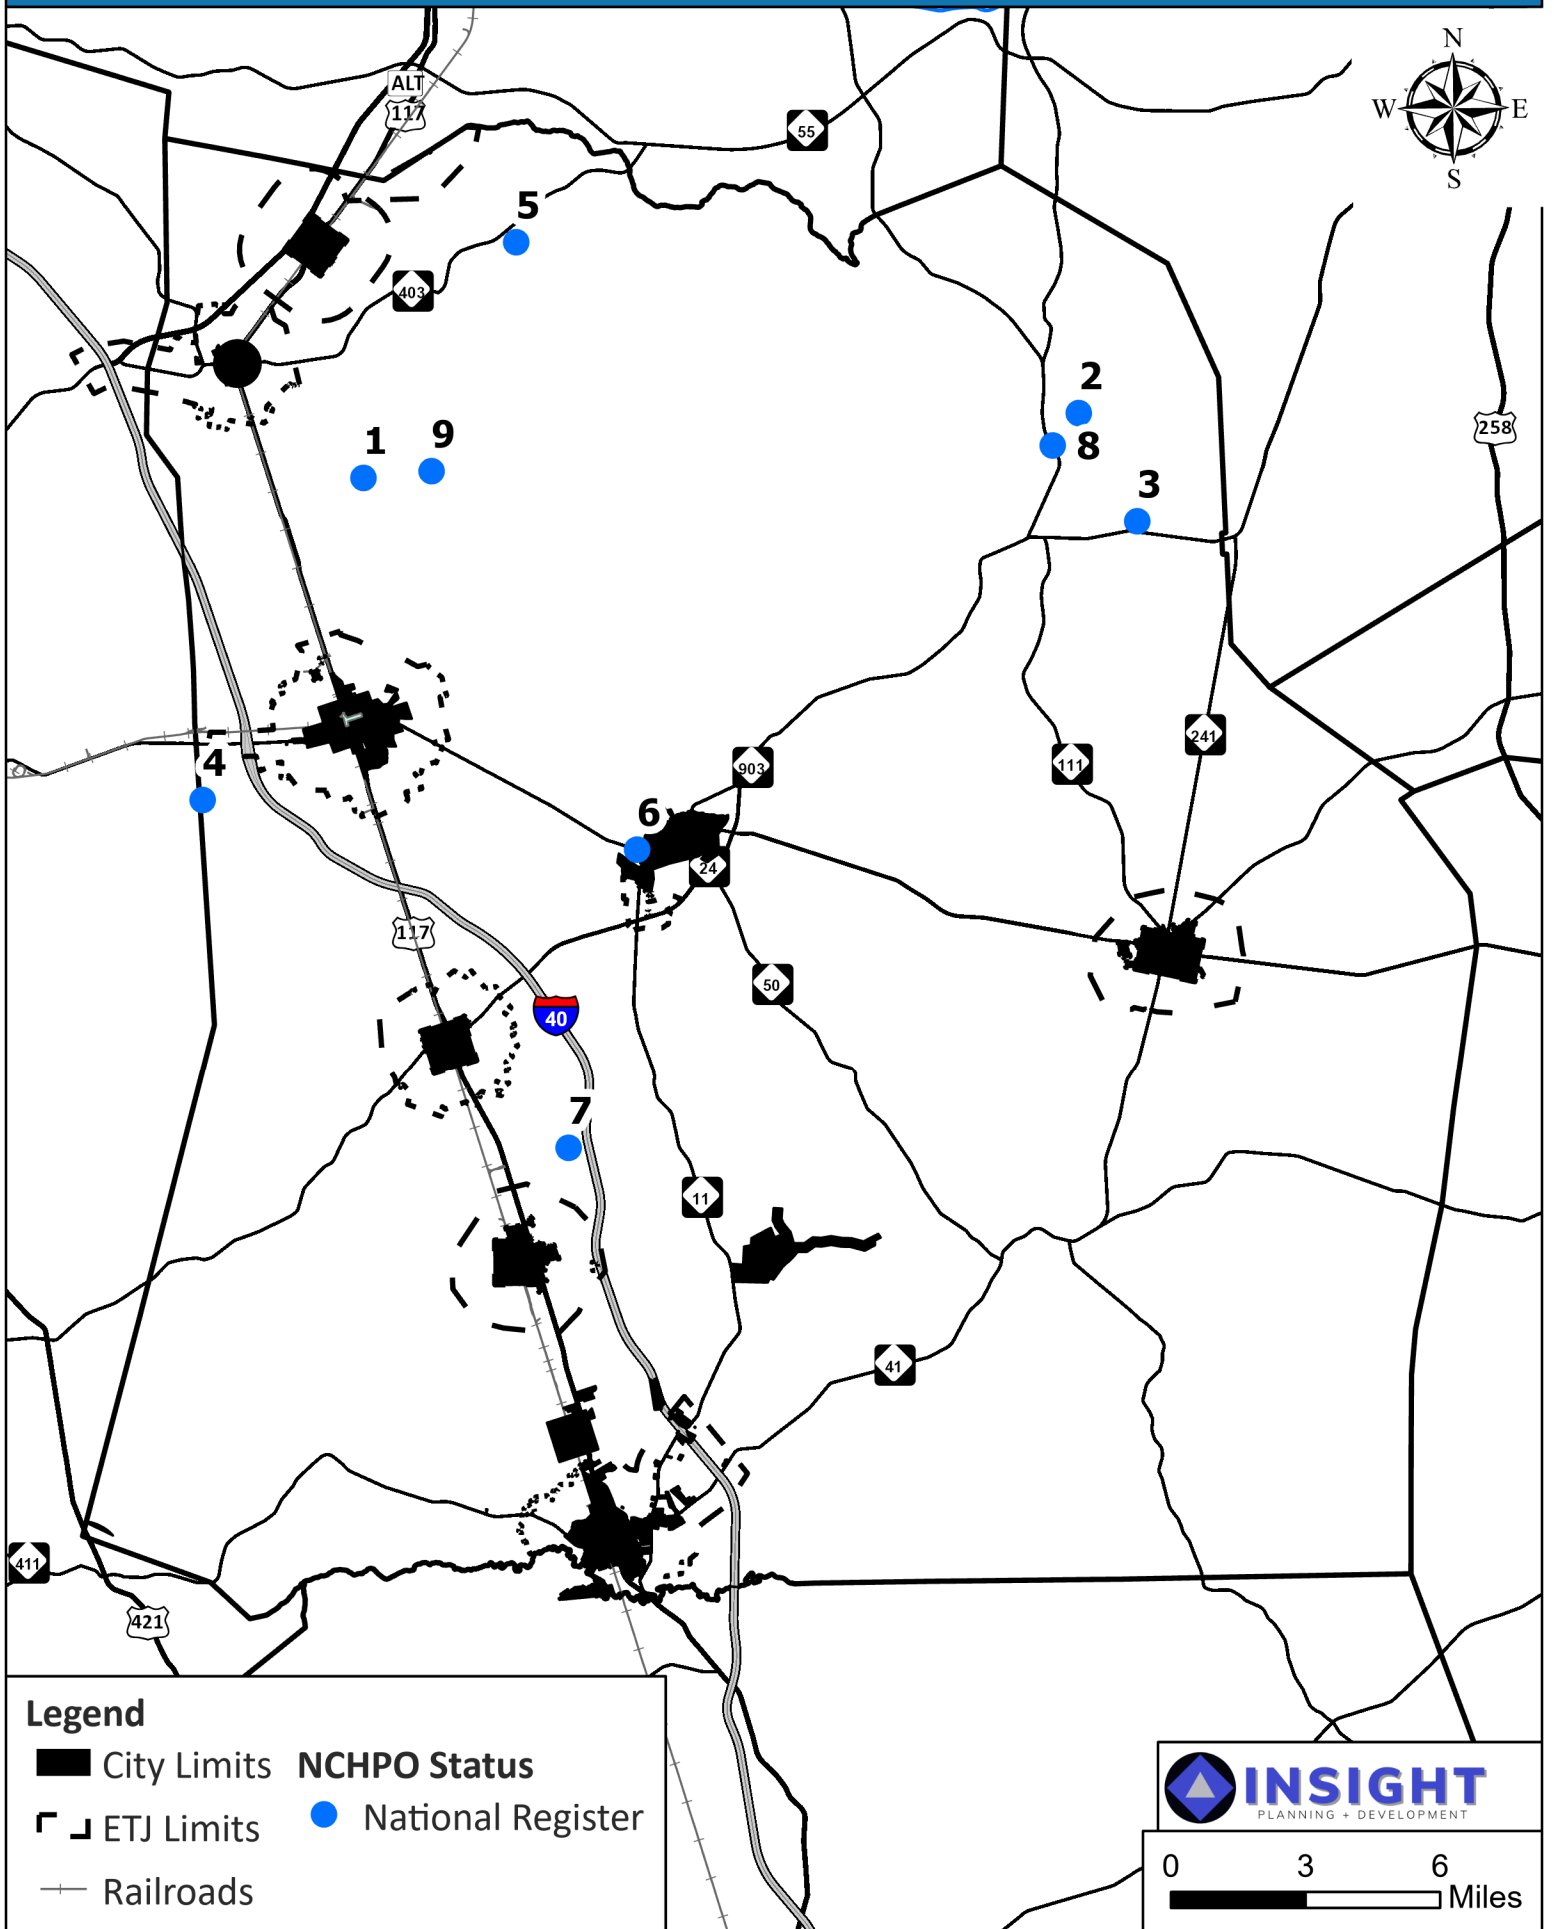 N
W E
S
ALT
117
55
5
403
2
258
1
9
8
3
241
4
111
903
6
24
117
50
40
7
11
41
411
421
Legend
City Limits
ETJ Limits
Railroads
NCHPO Status
National Register
INSIGHT
PLANNING + DEVELOPMENT
0 3 6
Miles